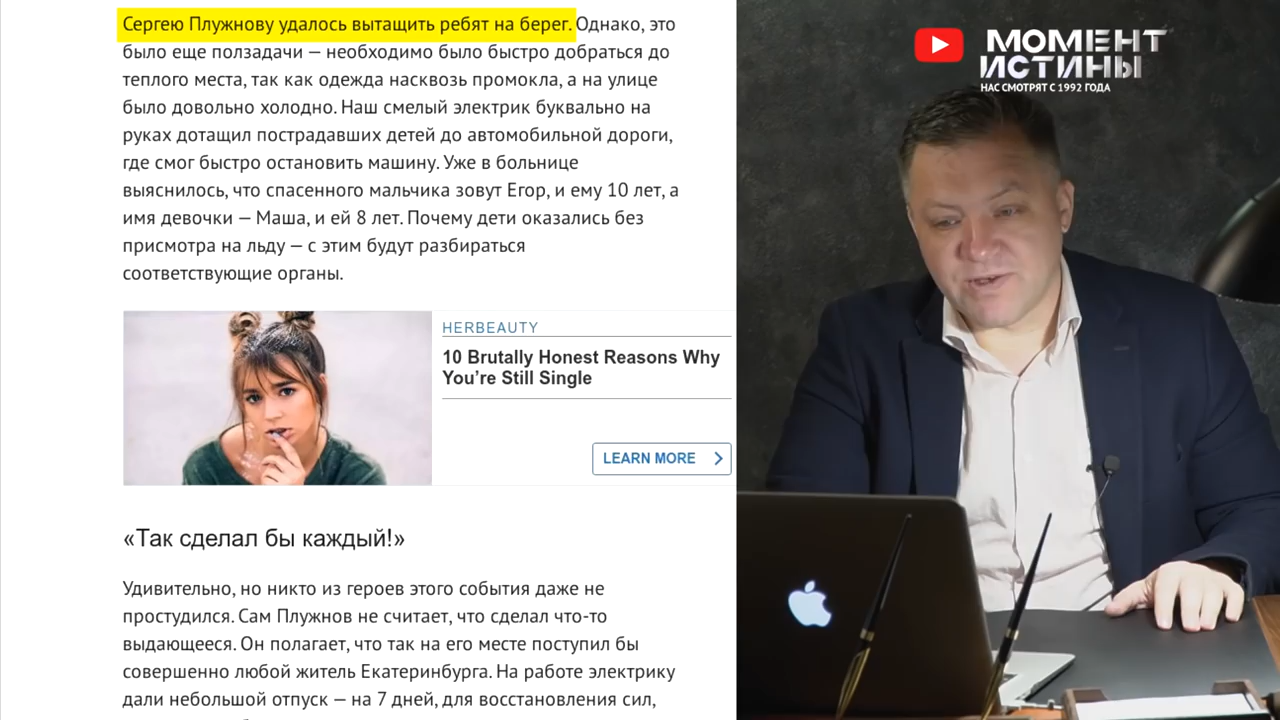 Сергею Плужнову удалось вытащить ребят на берег. Однако, это
было еще ползадачи — необходимо было быстро добраться до
теплого места, так как одежда насквозь промокла, а на улице
было довольно холодно. Наш смелый электрик буквально на
руках дотащил пострадавших детей до автомобильной дороги,
где смог быстро остановить машину. Уже в больнице
выяснилось, что спасенного мальчика зовут Егор, и ему 10 лет, а
имя девочки — Маша, и ей 8 лет. Почему дети оказались без
присмотра на льду — с этим будут разбираться
соответствующие органы.
HERBEAUTY
10 Brutally Honest Reasons Why
You’re Still Single
LEARN MORE
«Так сделал бы каждый!»
Удивительно, но никто из героев этого события даже не
простудился. Сам Плужнов не считает, что сделал что-то
выдающееся. Он полагает, что так на его месте поступил бы
совершенно любой житель Екатеринбурга. На работе электрику
дали небольшой отпуск — на 7 дней, для восстановления сил,
МОМЕНТ
ИСТИНЫ
НАС СМОТРЯТ С 1992 ГОДА